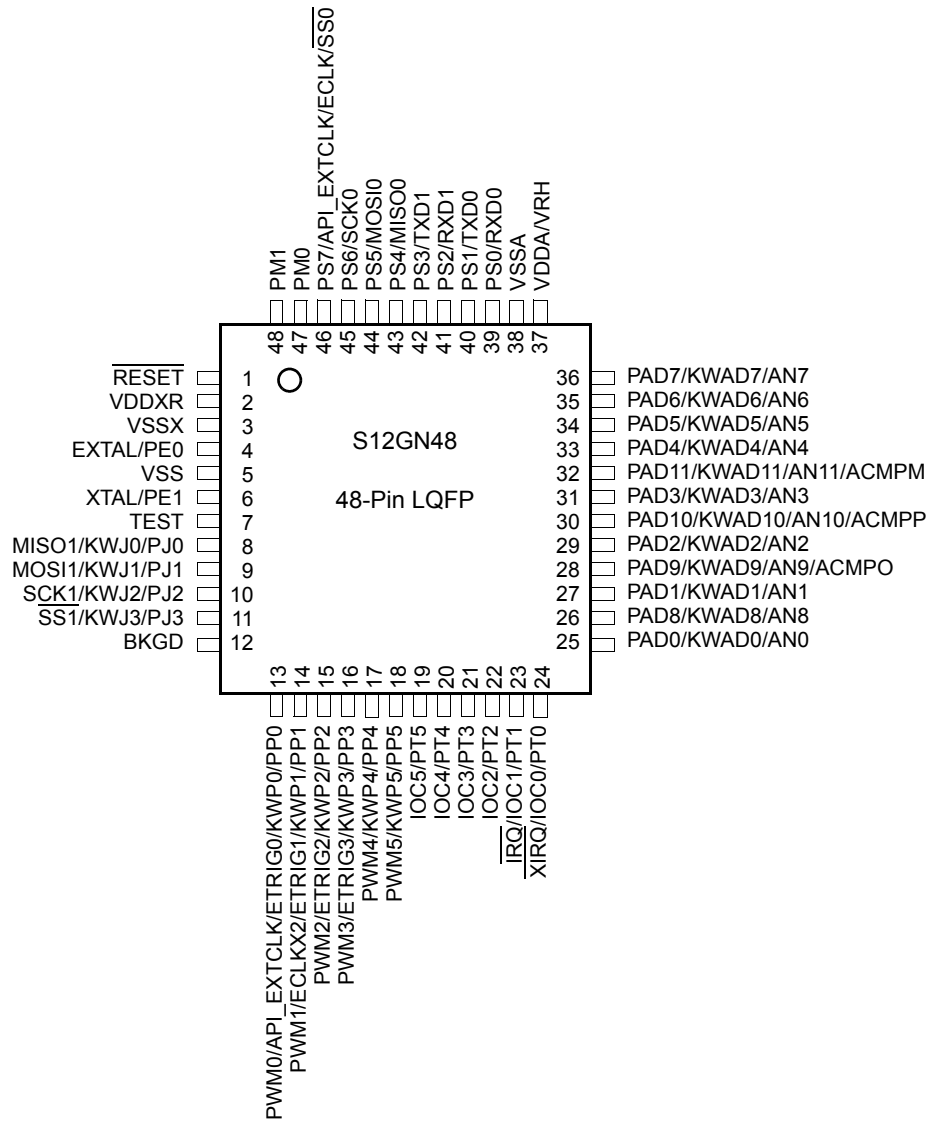 PM1
PM0
PS7/API_EXTCLK/ECLK/SS0
PS6/SCK0
PS5/MOSI0
PS4/MISO0
PS3/TXD1
PS2/RXD1
PS1/TXD0
PS0/RXD0
VSSA
VDDA/VRH
48
47
46
45
44
43
42
41
40
39
38
37
RESET 1
VDDXR 2
VSSX 3
EXTAL/PE0 4
VSS 5
XTAL/PE1 6
TEST 7
MISO1/KWJ0/PJ0 8
MOSI1/KWJ1/PJ1 9
SCK1/KWJ2/PJ2 10
SS1/KWJ3/PJ3 11
BKGD 12
S12GN48
48-Pin LQFP
36 PAD7/KWAD7/AN7
35 PAD6/KWAD6/AN6
34 PAD5/KWAD5/AN5
33 PAD4/KWAD4/AN4
32 PAD11/KWAD11/AN11/ACMPM
31 PAD3/KWAD3/AN3
30 PAD10/KWAD10/AN10/ACMPP
29 PAD2/KWAD2/AN2
28 PAD9/KWAD9/AN9/ACMPO
27 PAD1/KWAD1/AN1
26 PAD8/KWAD8/AN8
25 PAD0/KWAD0/AN0
13
14
15
16
17
18
19
20
21
22
23
24
PWM0/API_EXTCLK/ETRIG0/KWP0/PP0
PWM1/ECLKX2/ETRIG1/KWP1/PP1
PWM2/ETRIG2/KWP2/PP2
PWM3/ETRIG3/KWP3/PP3
PWM4/KWP4/PP4
PWM5/KWP5/PP5
IOC5/PT5
IOC4/PT4
IOC3/PT3
IOC2/PT2
IRQ/IOC1/PT1
XIRQ/IOC0/PT0